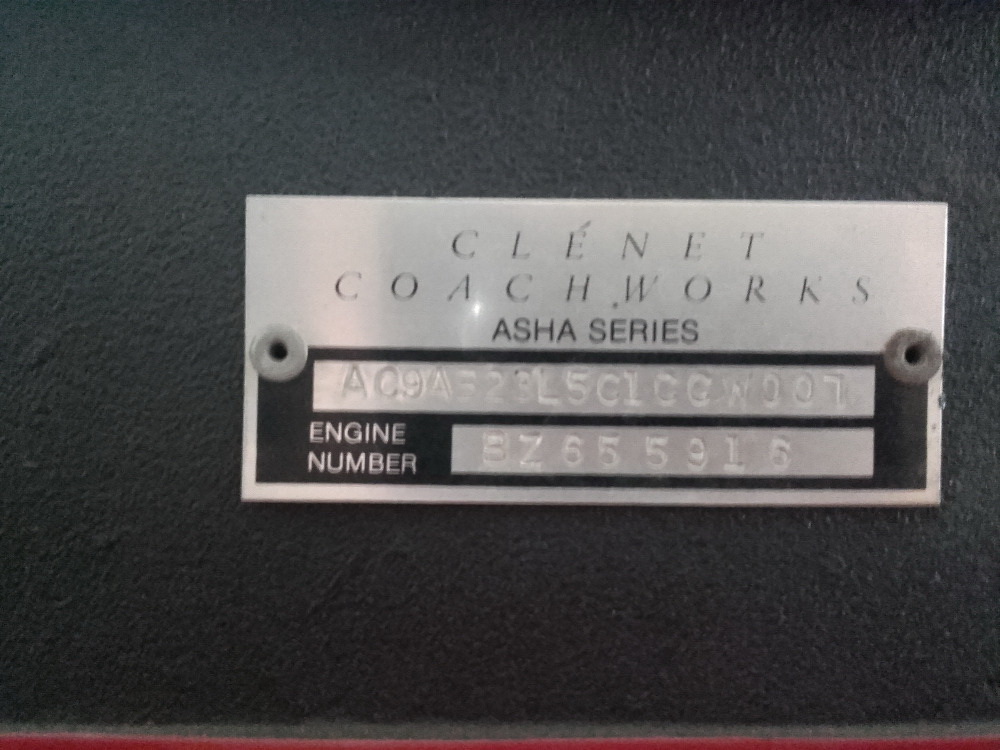 CLÉNET
COACHWORKS
ASHA SERIES
ENGINE
NUMBER
BZ655916